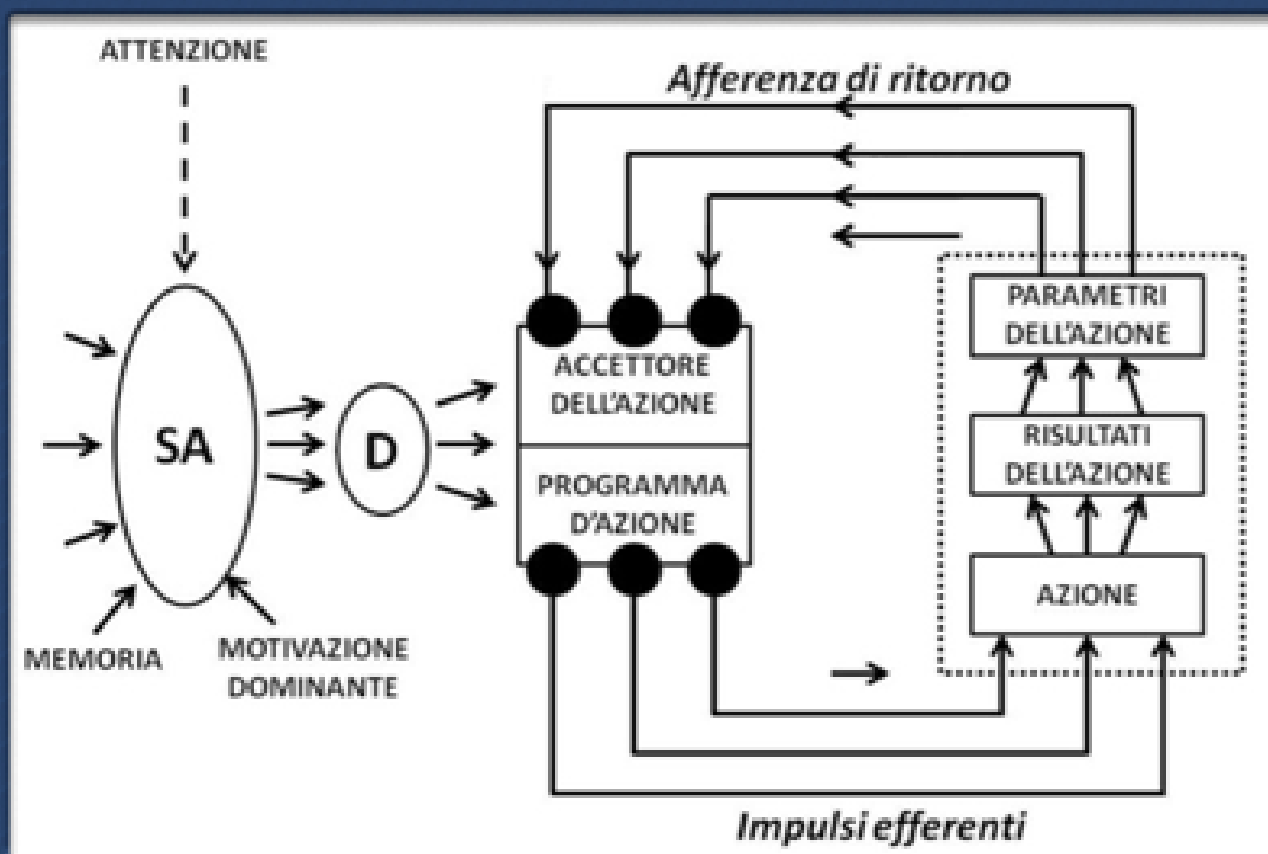 ATTENZIONE
Afferenza di ritorno
SA
D
ACCETTORE
DELL'AZIONE
PROGRAMMA
D'AZIONE
PARAMETRI
DELL'AZIONE
RISULTATI
DELL'AZIONE
AZIONE
MEMORIA
MOTIVAZIONE
DOMINANTE
Impulsi efferenti